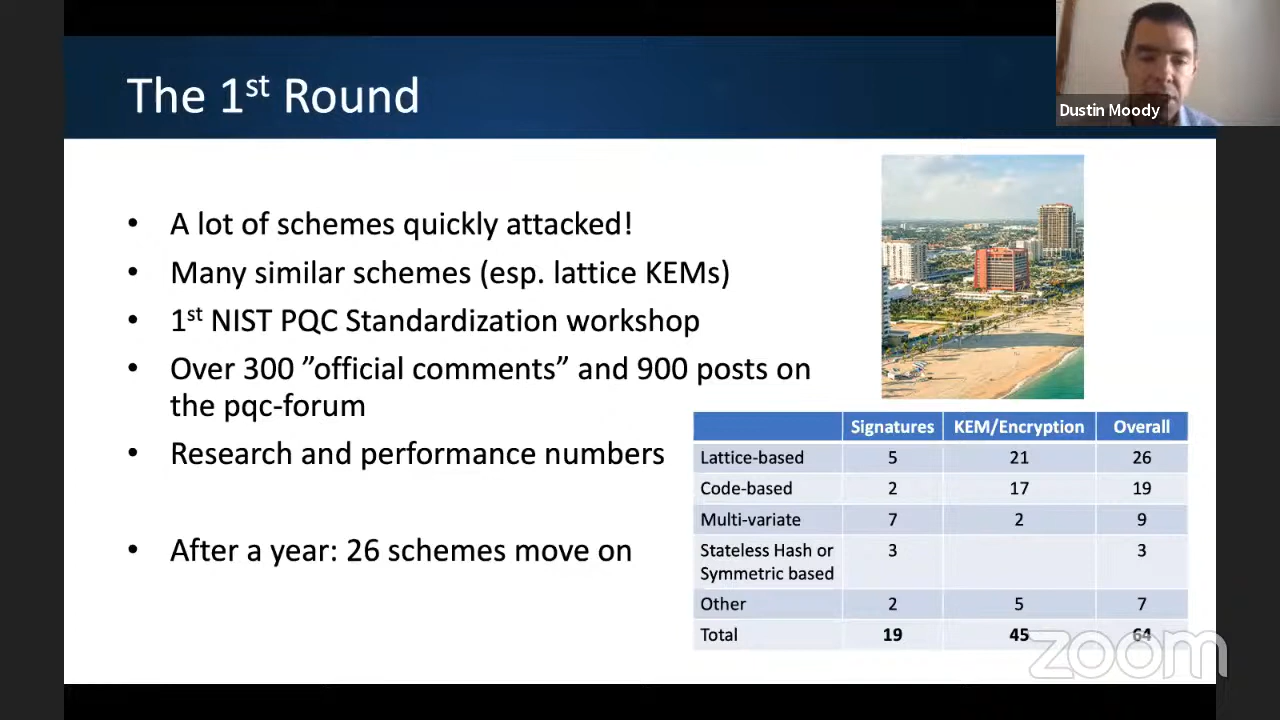 The 1st Round
Dustin Moody
• A lot of schemes quickly attacked!
• Many similar schemes (esp. lattice KEMs)
• 1st NIST PQC Standardization workshop
• Over 300 ”official comments” and 900 posts on
the pqc-forum
• Research and performance numbers
• After a year: 26 schemes move on
Signatures KEM/Encryption Overall
Lattice-based 5 21 26
Code-based 2 17 19
Multi-variate 7 2 9
Stateless Hash or
Symmetric based 3 3
Other 2 5 7
Total 19 45 64
zoom